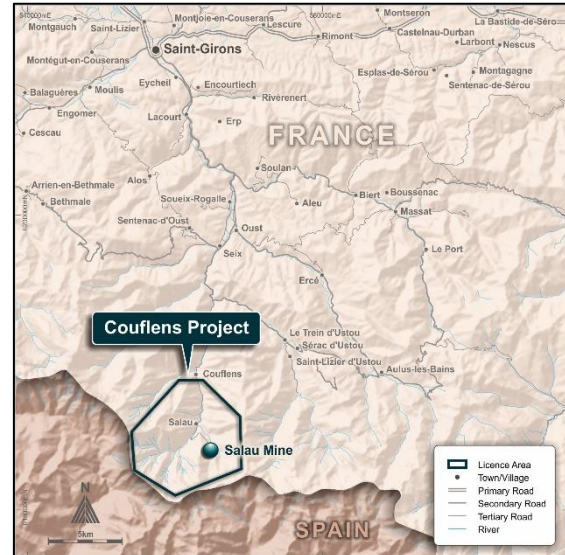 540000mE
560000mE
Montgauch
Saint-Lizier
Montjoie-en-Couserans
Lescure
Montseron
La Bastide-de-Séro
Castelnau-Durban
Rimont
Larbont
Nescus
Saint-Girons
Montégut-en-Couserans
Esplas-de-Sérou
Montagagne
Sentenac-de-Sérou
Eycheil
Encourtiech
Moulis
Rivèrenert
Balaguères
Engomer
Lacourt
Erp
Cescau
FRANCE
Soulan
Alos
Arrien-en-Bethmale
Bethmale
Soueix-Rogalle
Aleu
Biert
Boussenac
Massat
Sentenac-d'Oust
Oust
Seix
Le Port
Ercé
Couflens Project
Le Trein d'Ustou
Sérac d'Ustou
Saint-Lizier d'Ustou
Aulus-les-Bains
Couflens
Salau
Salau Mine
SPAIN
5km
Licence Area
Town/Village
Primary Road
Secondary Road
Tertiary Road
River